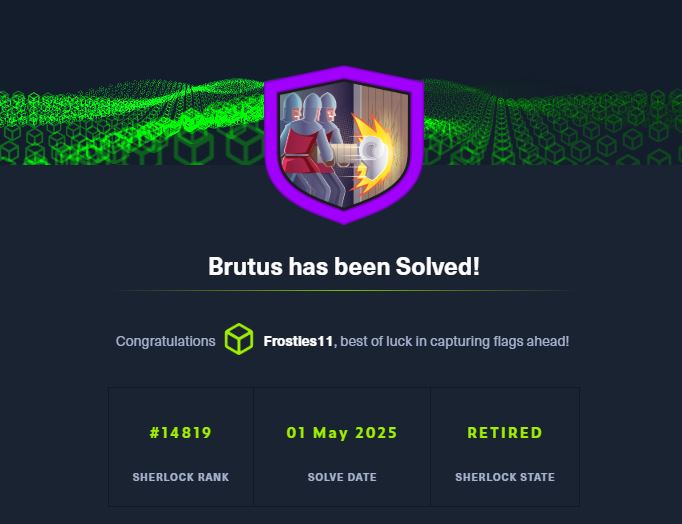 Brutus has been Solved!
Congratulations Frostles11, best of luck in capturing flags ahead!
#14819 01 May 2025 RETIRED
SHERLOCK RANK SOLVE DATE SHERLOCK STATE